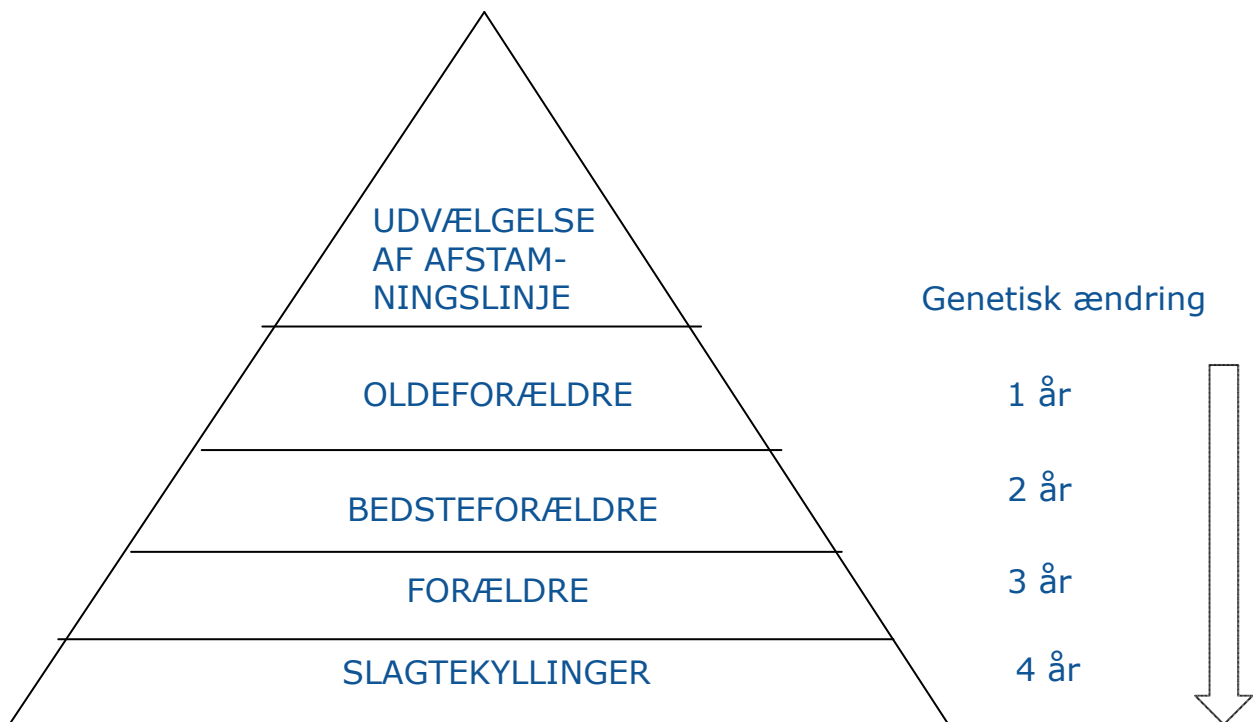 UDVÆLGELSE
AF AFSTAM-
NINGSLINJE
Genetisk ændring
OLDEFORÆLDRE
1 år
BEDSTEFORÆLDRE
2 år
FORÆLDRE
3 år
SLAGTEKYLLINGER
4 år